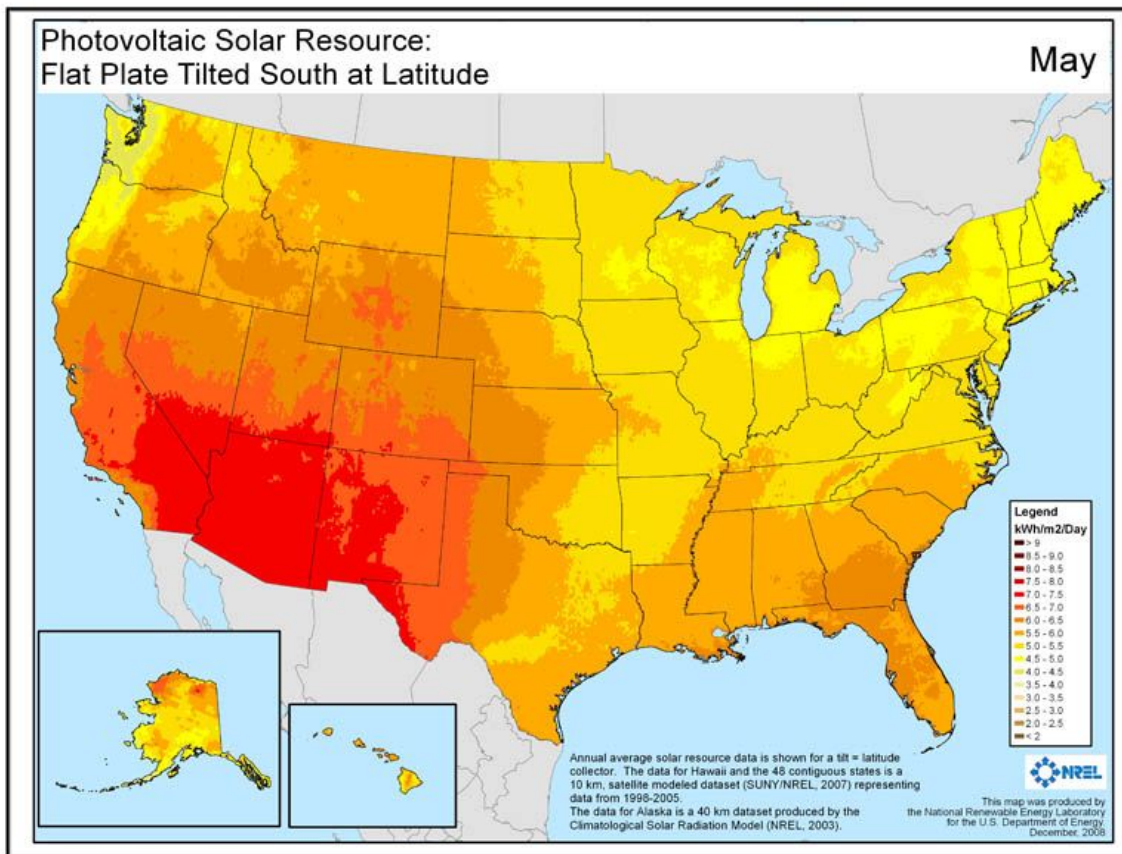 Photovoltaic Solar Resource:
Flat Plate Tilted South at Latitude
May
Legend
kWh/m2/Day
> 9
8.5 - 9.0
8.0 - 8.5
7.5 - 8.0
7.0 - 7.5
6.5 - 7.0
6.0 - 6.5
5.5 - 6.0
5.0 - 5.5
4.5 - 5.0
4.0 - 4.5
3.5 - 4.0
3.0 - 3.5
2.5 - 3.0
2.0 - 2.5
< 2
Annual average solar resource data is shown for a tilt = latitude
collector. The data for Hawaii and the 48 contiguous states is a
10 km, satellite modeled dataset (SUNY/NREL, 2007) representing
data from 1998-2005.
The data for Alaska is a 40 km dataset produced by the
Climatological Solar Radiation Model (NREL, 2003).
NREL
This map was produced by
the National Renewable Energy Laboratory
for the U.S. Department of Energy.
December, 2008